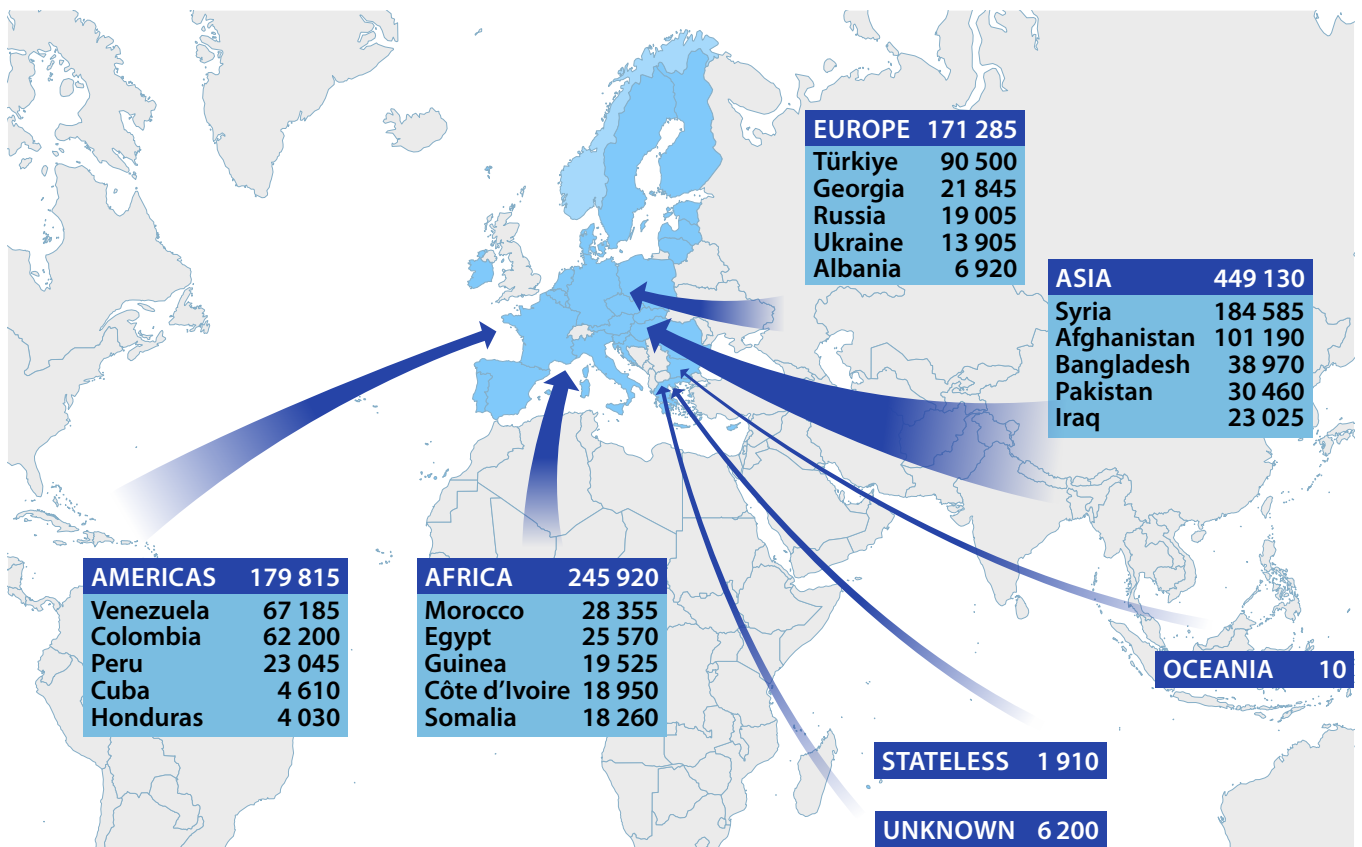 EUROPE 171 285
Türkiye 90 500
Georgia 21 845
Russia 19 005
Ukraine 13 905
Albania 6 920
ASIA 449 130
Syria 184 585
Afghanistan 101 190
Bangladesh 38 970
Pakistan 30 460
Iraq 23 025
AMERICAS 179 815
Venezuela 67 185
Colombia 62 200
Peru 23 045
Cuba 4 610
Honduras 4 030
AFRICA 245 920
Morocco 28 355
Egypt 25 570
Guinea 19 525
Côte d’Ivoire 18 950
Somalia 18 260
OCEANIA 10
STATELESS 1 910
UNKNOWN 6 200